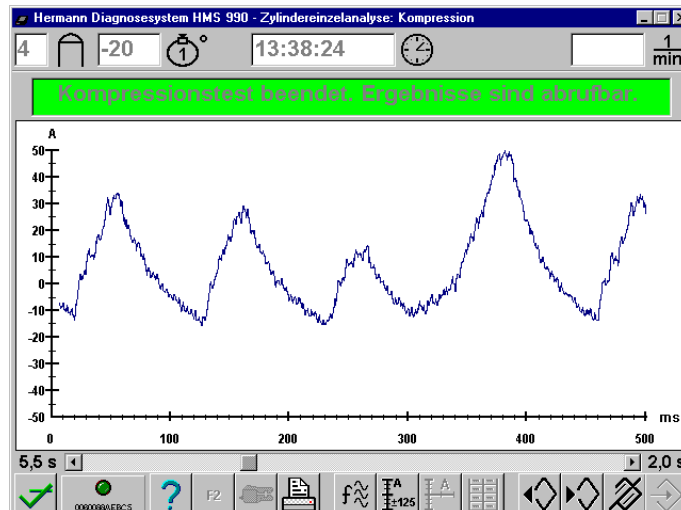 Hermann Diagnosesystem HMS 990 - Zylindereinzelanalyse: Kompression
4 -20 1 ° 13:38:24 1 min
Kompressionstest beendet. Ergebnisse sind abrufbar.
A
50
40
30
20
10
0
-10
-20
-30
-40
-50
ms
0 100 200 300 400 500
5,5 s 2,0 s
? F2 f A ±125 A